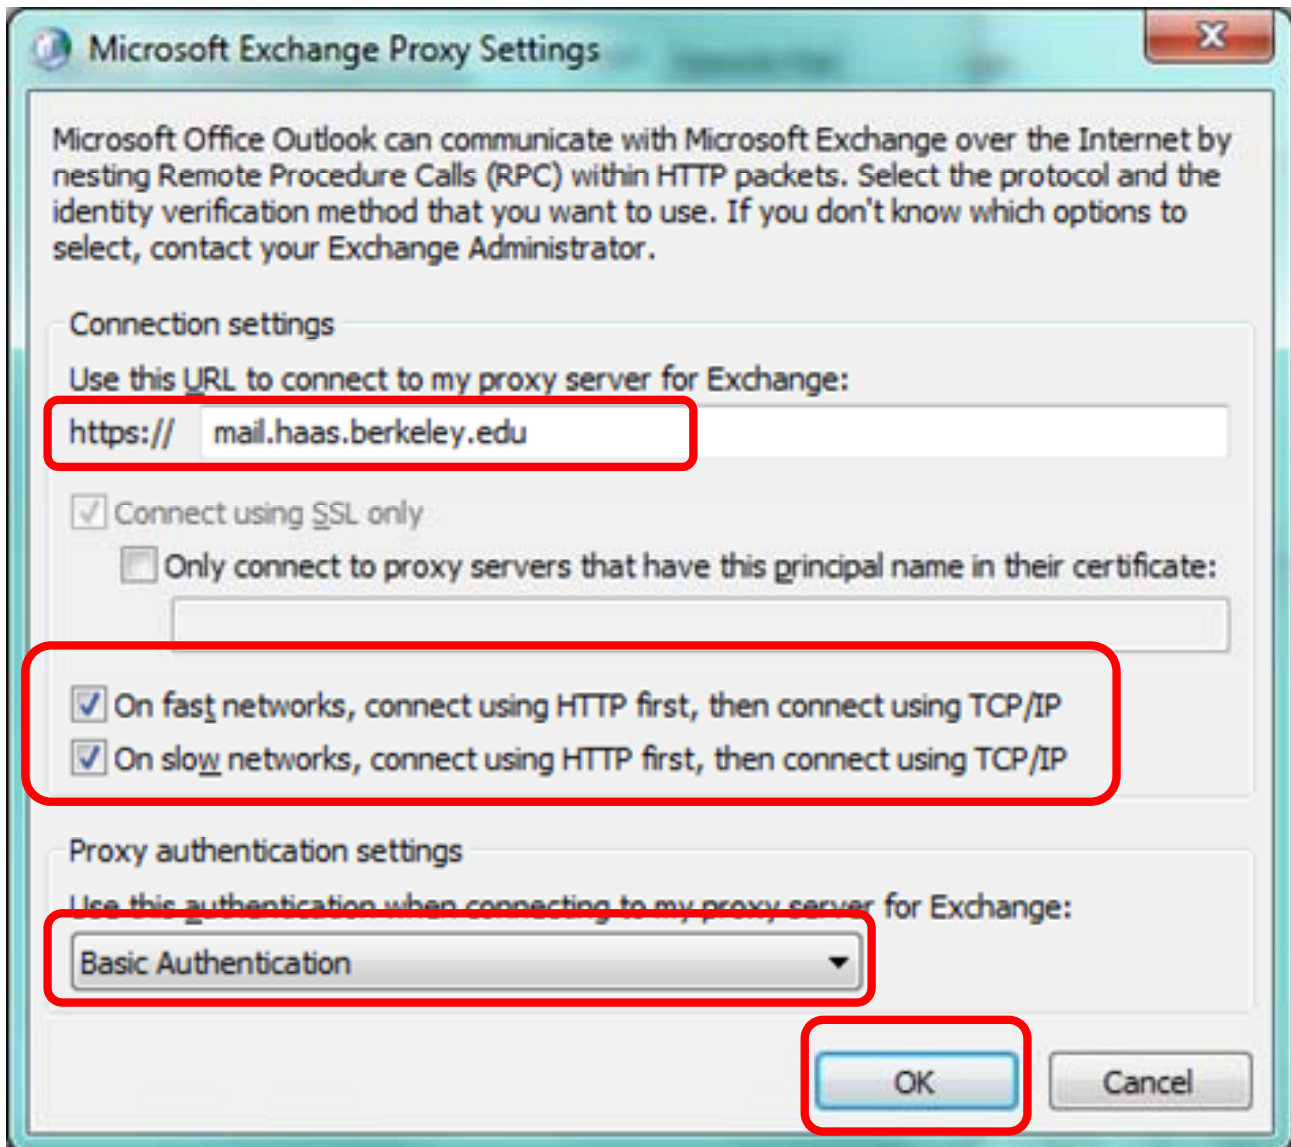 Microsoft Exchange Proxy Settings
Microsoft Office Outlook can communicate with Microsoft Exchange over the Internet by
nesting Remote Procedure Calls (RPC) within HTTP packets. Select the protocol and the
identity verification method that you want to use. If you don't know which options to
select, contact your Exchange Administrator.
Connection settings
Use this URL to connect to my proxy server for Exchange:
https:// mail.haas.berkeley.edu
Connect using SSL only
Only connect to proxy servers that have this principal name in their certificate:
On fast networks, connect using HTTP first, then connect using TCP/IP
On slow networks, connect using HTTP first, then connect using TCP/IP
Proxy authentication settings
Use this authentication when connecting to my proxy server for Exchange:
Basic Authentication
OK Cancel